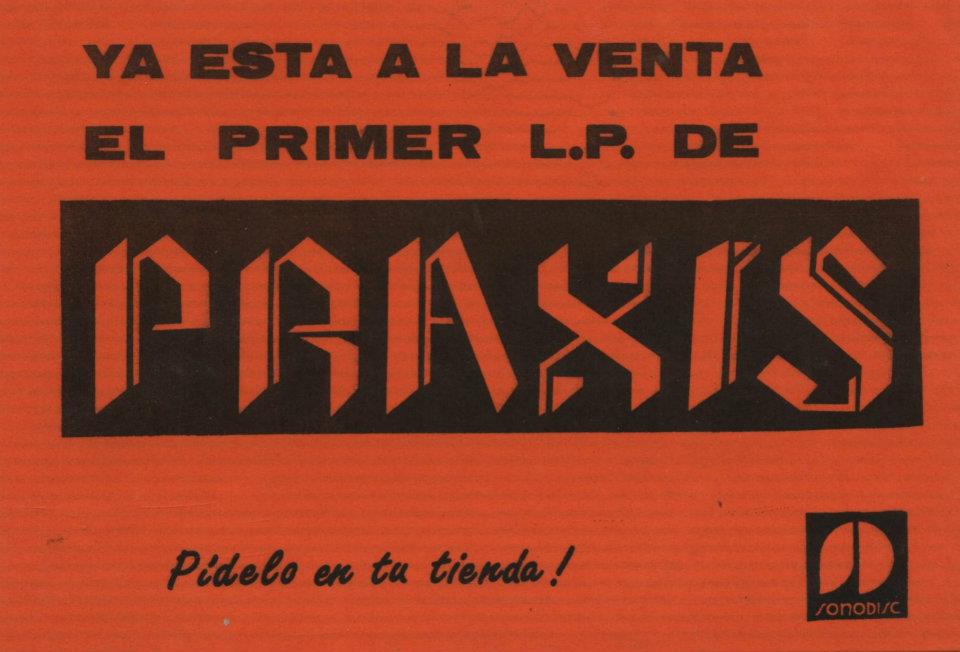 YA ESTA A LA VENTA
EL PRIMER L.P. DE
PRAXIS
Pídelo en tu tienda!
SONODISC